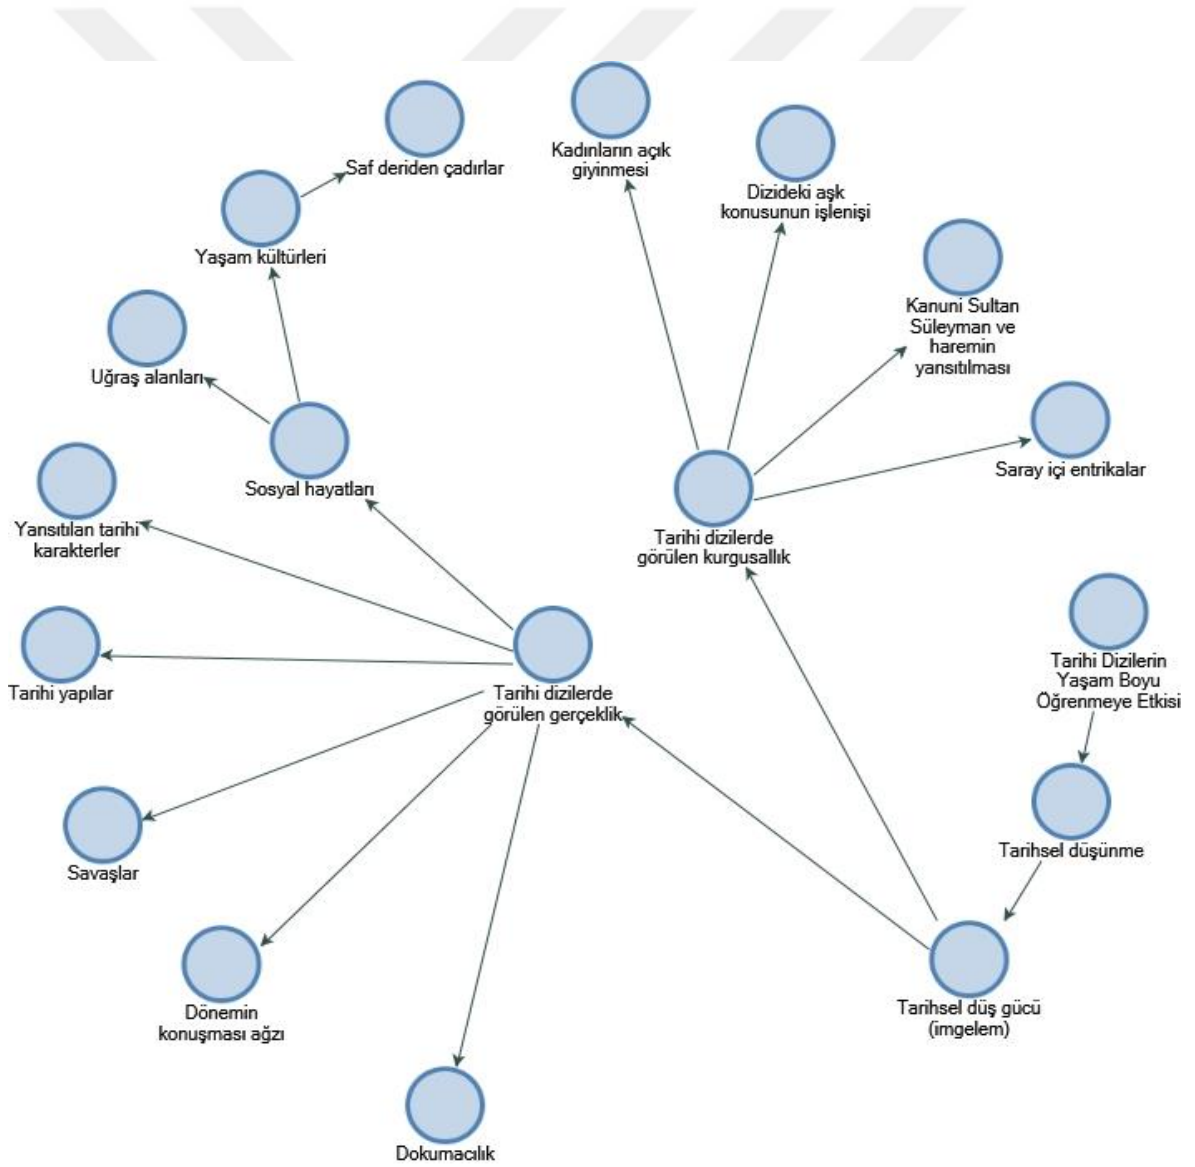 Saf deriden çadırlar
Kadınların açık
giyinmesi
Dizideki aşk
konusunun işlenişi
Yaşam kültürleri
Kanuni Sultan
Süleyman ve
haremin
yansıtılması
Uğraş alanları
Saray içi entrikalar
Sosyal hayatları
Yansıtılan tarihi
karakterler
Tarihi dizilerde
görülen kurgusallık
Tarihi yapılar
Tarihi dizilerde
görülen gerçeklik
Tarihi Dizilerin
Yaşam Boyu
Öğrenmeye Etkisi
Savaşlar
Tarihsel düşünme
Dönemin
konuşması ağzı
Tarihsel düş gücü
(imgelem)
Dokumacılık